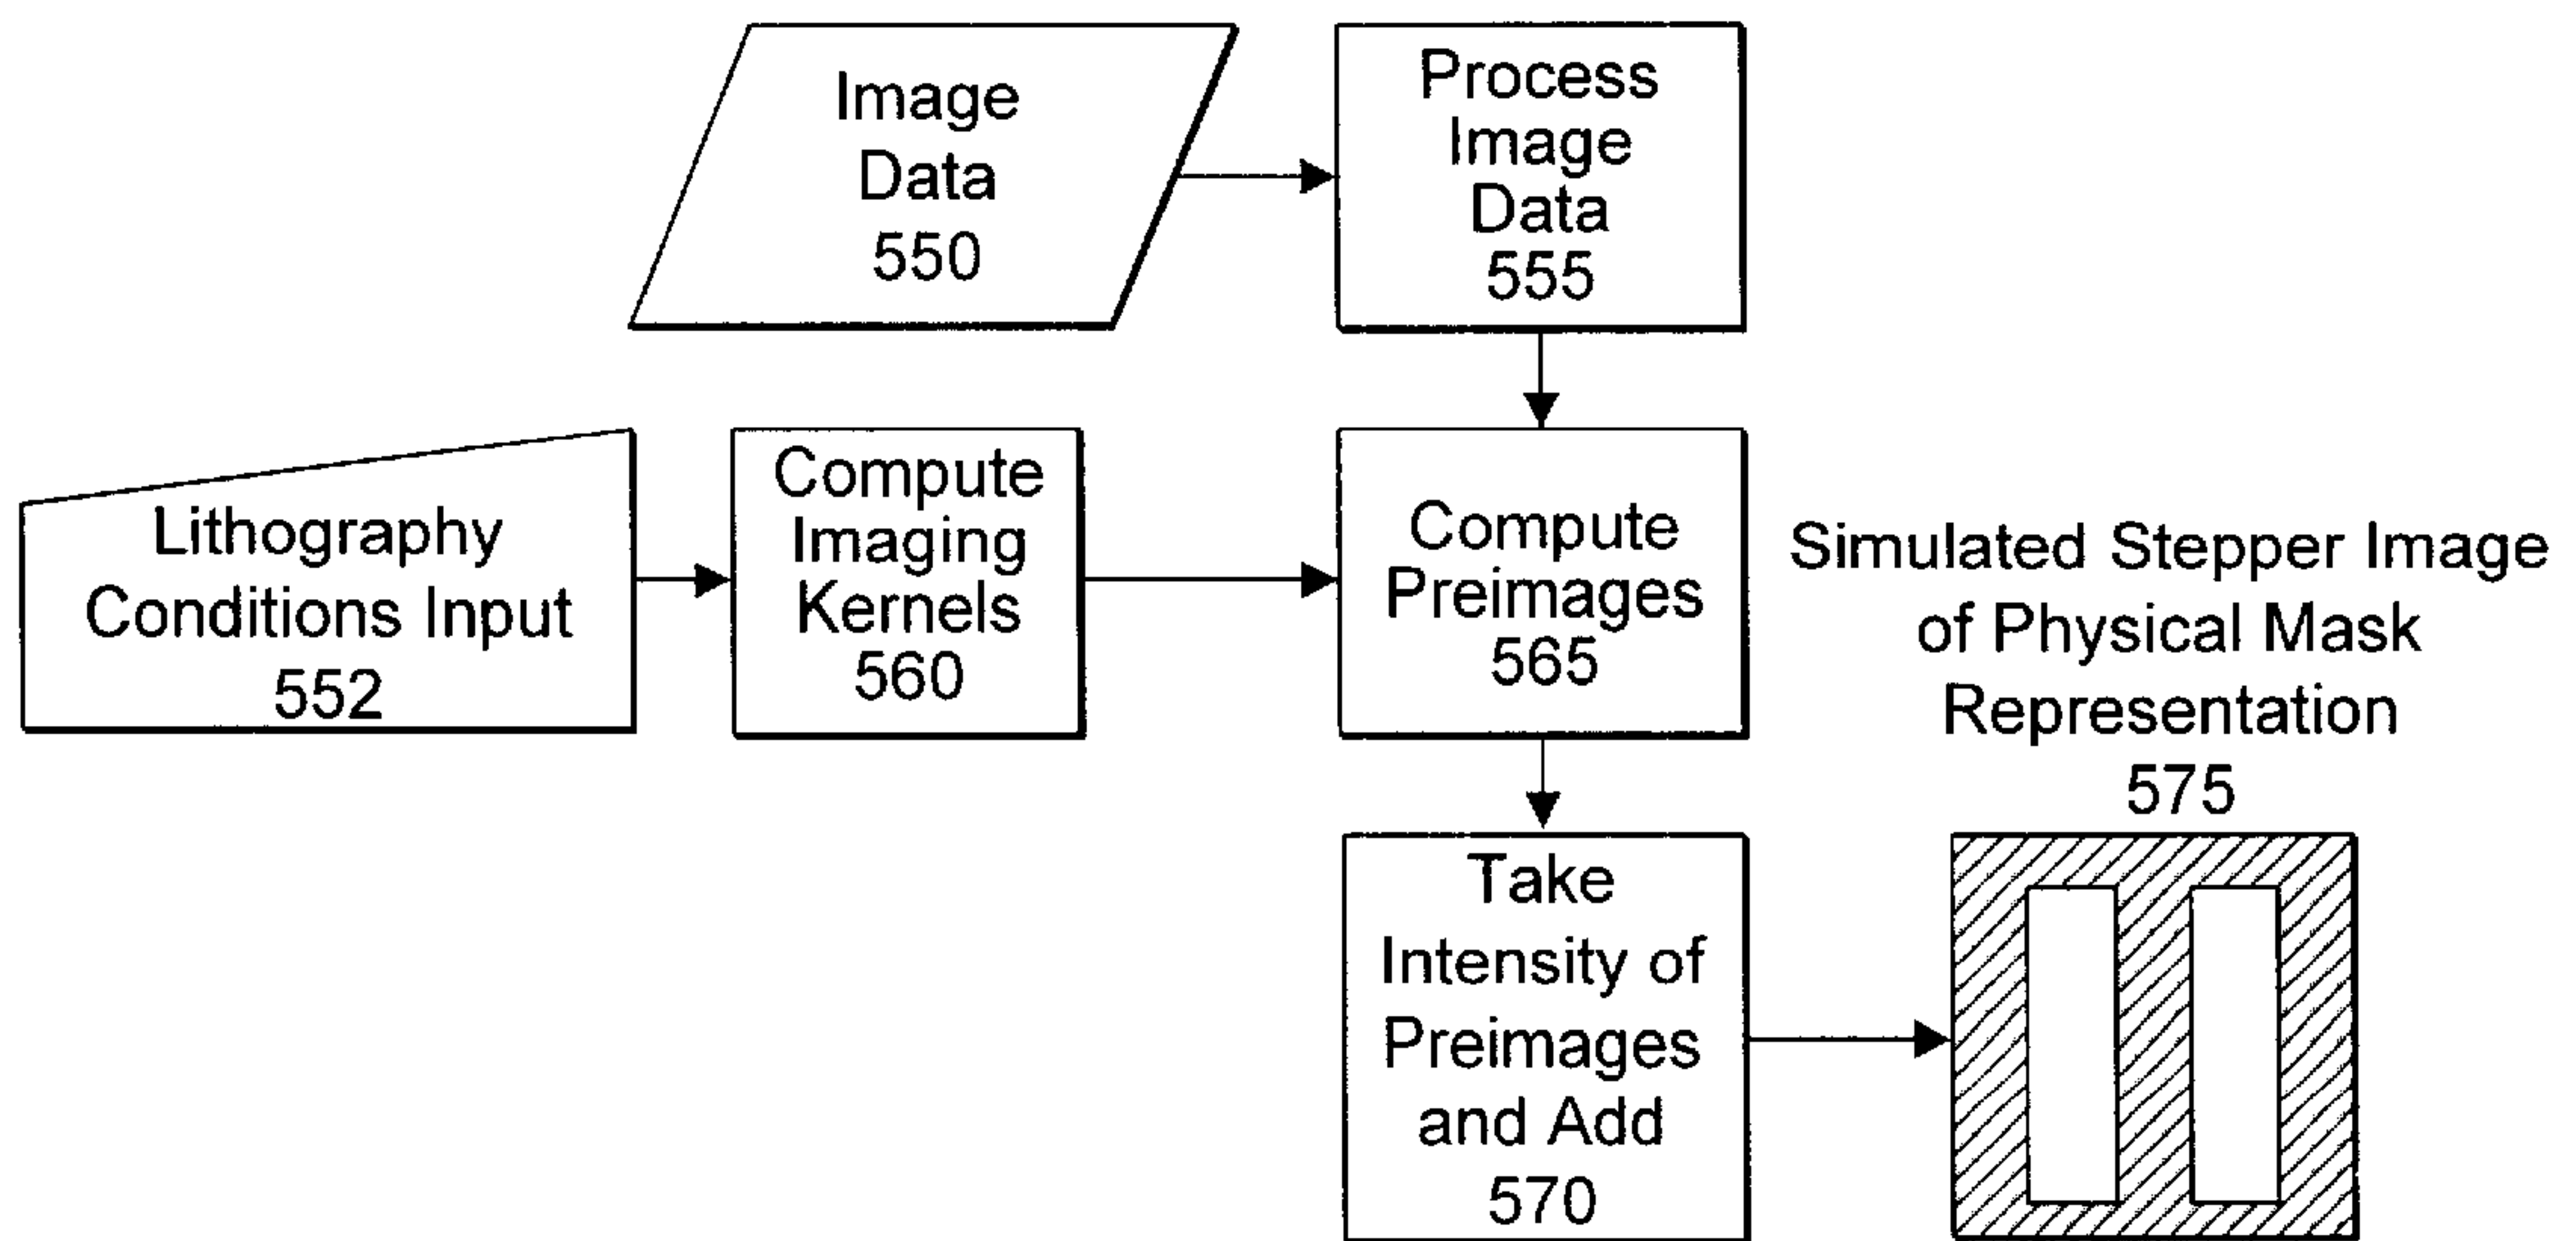 Image
Data
550
Process
Image
Data
555
Lithography
Conditions Input
552
Compute
Imaging
Kernels
560
Compute
Preimages
565
Simulated Stepper Image
of Physical Mask
Representation
575
Take
Intensity of
Preimages
and Add
570